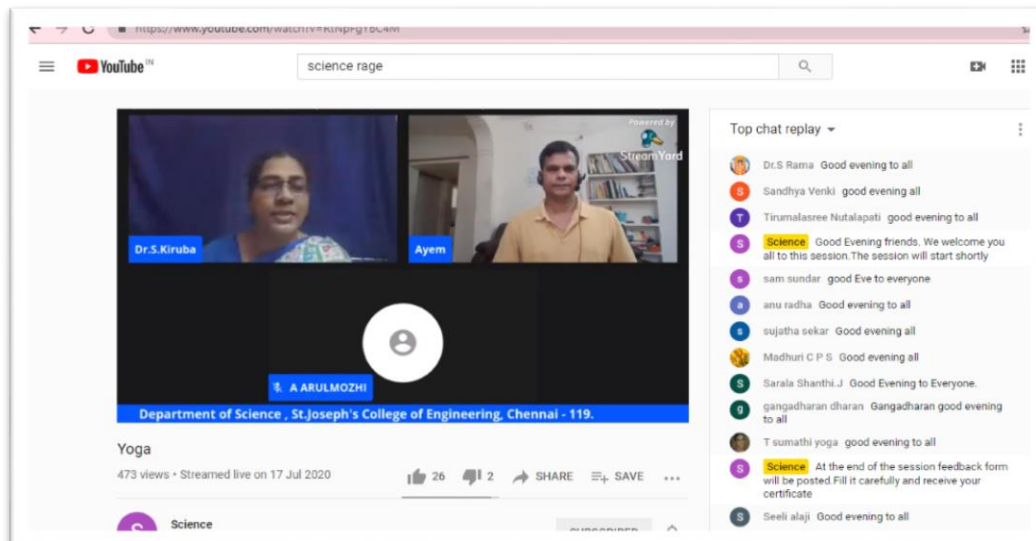 YouTube IN
science rage
Powered by
StreamYard
Dr.S.Kiruba
Ayem
A ARULMOZHI
Department of Science , St.Joseph's College of Engineering, Chennai - 119.
Yoga
473 views • Streamed live on 17 Jul 2020
26
2
SHARE
SAVE
S
Science
Top chat replay
Dr.S Rama Good evening to all
S
Sandhya Venki good evening all
T
Tirumalasree Nutalapati good evening to all
S
Science Good Evening friends. We welcome you
all to this session.The session will start shortly
s
sam sundar good Eve to everyone
a
anu radha Good evening to all
s
sujatha sekar Good evening all
Madhuri C P S Good evening all
S
Sarala Shanthi.J Good Evening to Everyone.
g
gangadharan dharan Gangadharan good evening
to all
T sumathi yoga good evening to all
S
Science At the end of the session feedback form
will be posted.Fill it carefully and receive your
certificate
S
Seeli alaji Good evening to all